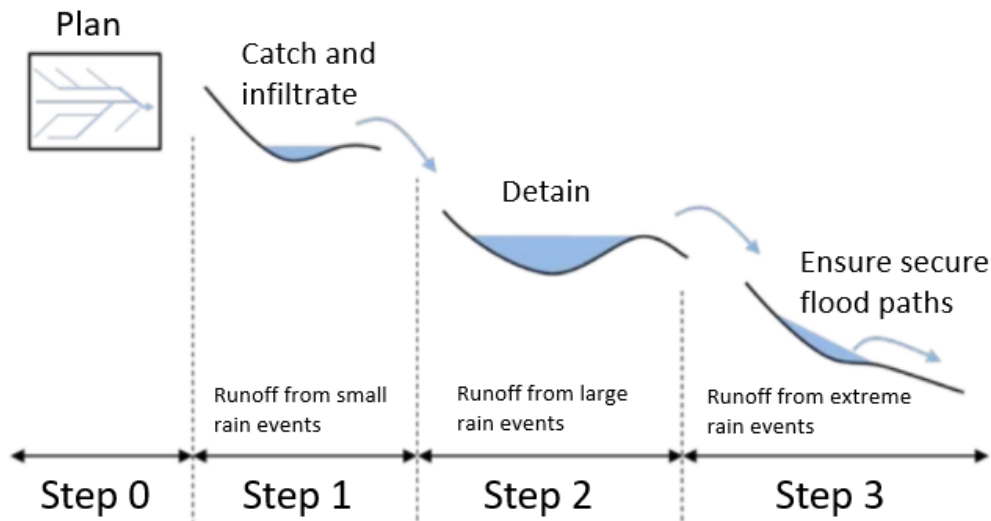 Plan
Catch and
infiltrate
Detain
Ensure secure
flood paths
Runoff from small
rain events
Runoff from large
rain events
Runoff from extreme
rain events
Step 0
Step 1
Step 2
Step 3